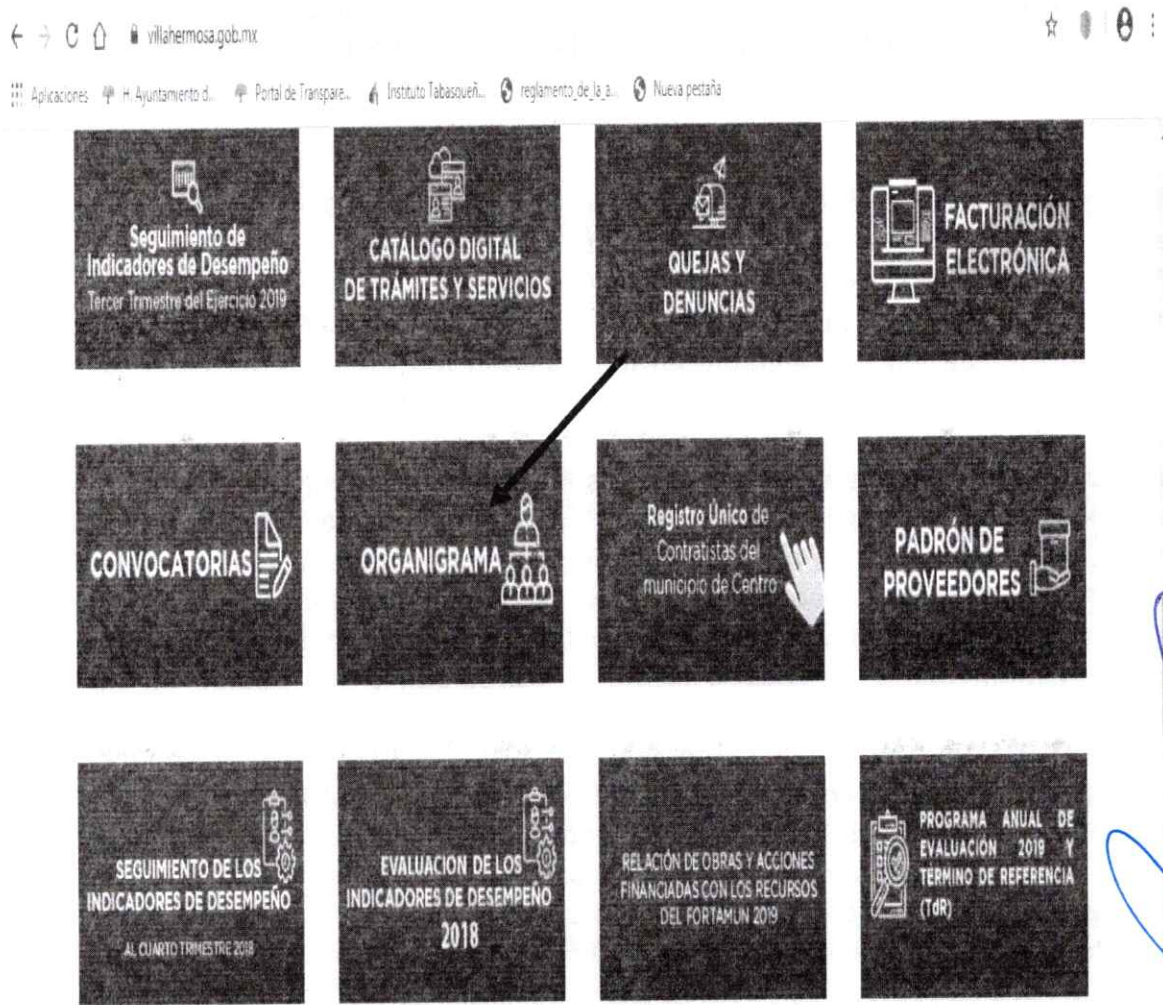 villahermosa.gob.mx
Aplicaciones H. Ayuntamiento d... Portal de Transpare... Instituto Tabasqueñ... reglamento_de_la_a... Nueva pestaña
Seguimiento de
Indicadores de Desempeño
Tercer Trimestre del Ejercicio 2019
CATÁLOGO DIGITAL
DE TRÁMITES Y SERVICIOS
QUEJAS Y
DENUNCIAS
FACTURACIÓN
ELECTRÓNICA
CONVOCATORIAS
ORGANIGRAMA
Registro Único de
Contratistas del
municipio de Centro
PADRÓN DE
PROVEEDORES
SEGUIMIENTO DE LOS
INDICADORES DE DESEMPEÑO
AL CUARTO TRIMESTRE 2018
EVALUACION DE LOS
INDICADORES DE DESEMPEÑO
2018
RELACIÓN DE OBRAS Y ACCIONES
FINANCIADAS CON LOS RECURSOS
DEL FORTAMUN 2019
PROGRAMA ANUAL DE
EVALUACIÓN 2019 Y
TERMINO DE REFERENCIA
(TdR)